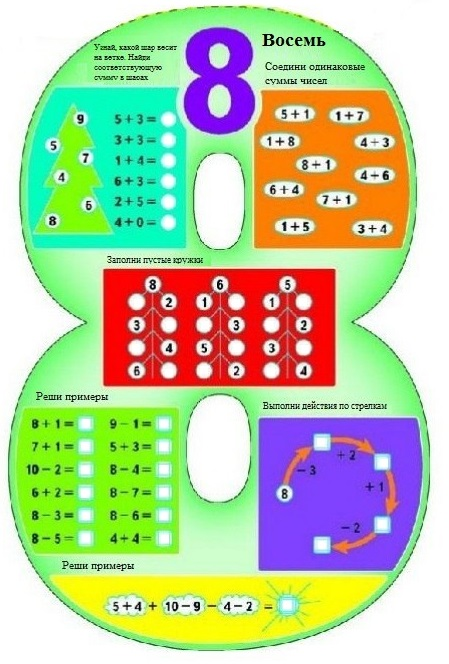 Узнай, какой шар весит
на ветке. Найди
соответствующую
сумму в шарах
8
Восемь
Соедини одинаковые
суммы чисел
9
5
7
4
6
8
5 + 3 =
3 + 3 =
1 + 4 =
6 + 3 =
2 + 5 =
4 + 0 =
5 + 1
1 + 7
1 + 8
4 + 3
8 + 1
4 + 6
6 + 4
7 + 1
1 + 5
3 + 4
Заполни пустые кружки
8 6 5
2 1 1
3 3 2
4 5 3
6 2 4
Реши примеры
8 + 1 = 9 − 1 =
7 + 1 = 5 + 3 =
10 − 2 = 8 − 4 =
6 + 2 = 8 − 7 =
8 − 3 = 8 − 6 =
8 − 5 = 4 + 4 =
Выполни действия по стрелкам
8
− 3
+ 2
+ 1
− 2
Реши примеры
5 + 4 + 10 − 9 − 4 − 2 =